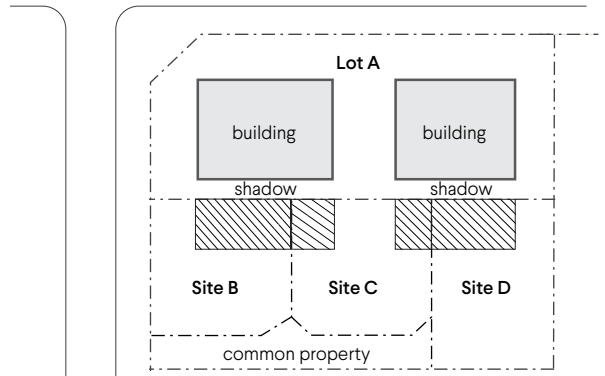 Lot A
building
building
shadow
shadow
Site B
Site C
Site D
common property